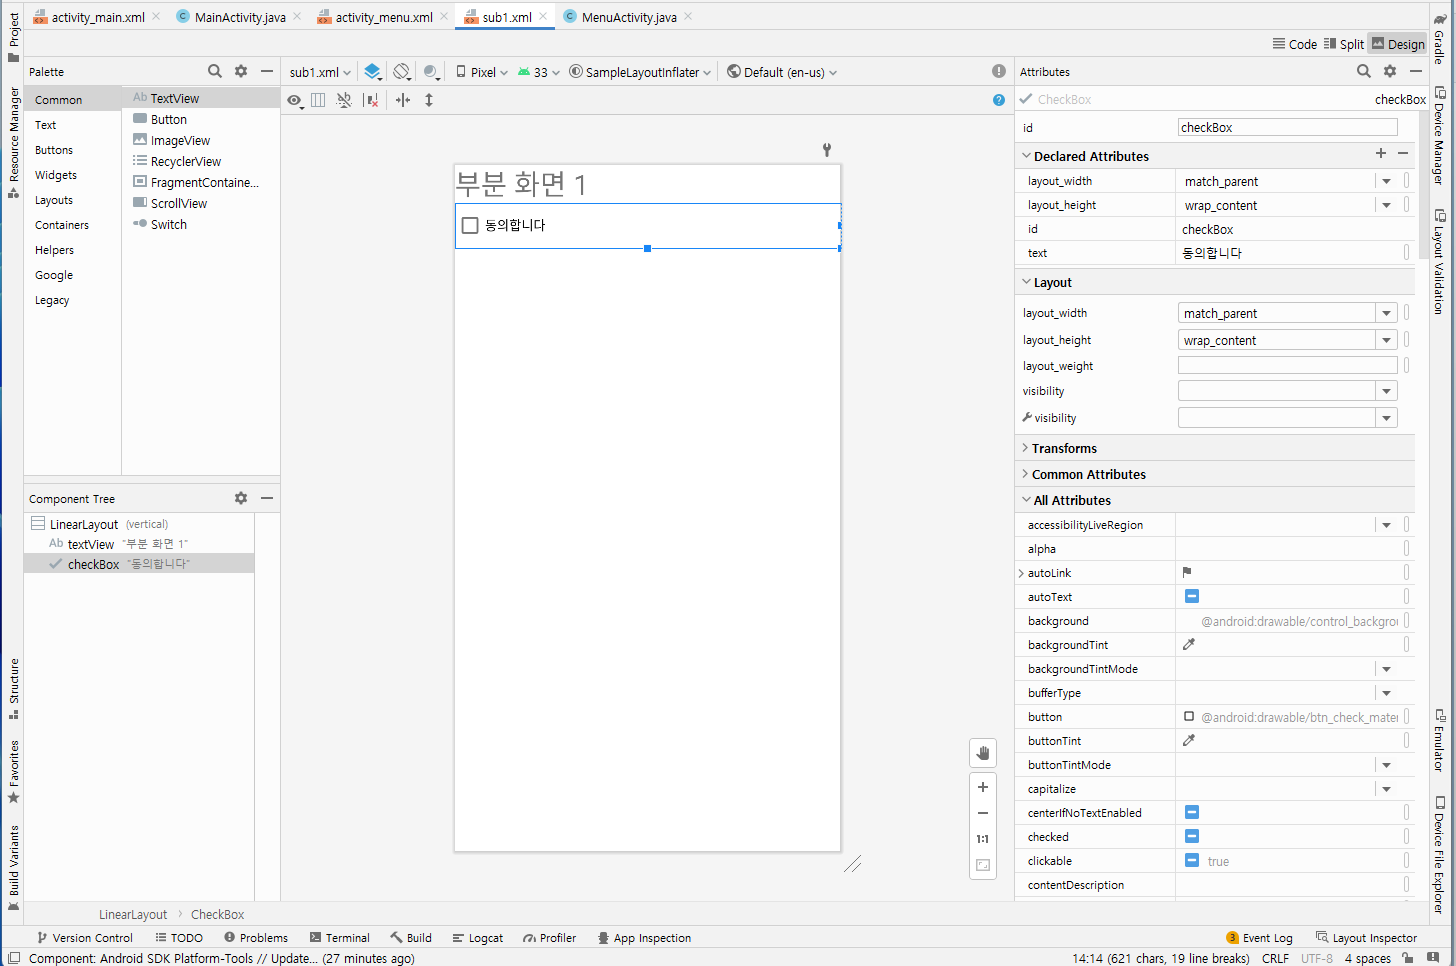 activity_main.xml
MainActivity.java
activity_menu.xml
sub1.xml
MenuActivity.java
Code
Split
Design
Project
Resource Manager
Structure
Favorites
Build Variants
Palette
Common
Text
Buttons
Widgets
Layouts
Containers
Helpers
Google
Legacy
Ab TextView
Button
ImageView
RecyclerView
FragmentContaine...
ScrollView
Switch
sub1.xml
Pixel
33
SampleLayoutInflater
Default (en-us)
부분 화면 1
동의합니다
1:1
Component Tree
LinearLayout (vertical)
Ab textView "부분 화면 1"
checkBox "동의합니다"
Attributes
CheckBox
checkBox
id checkBox
Declared Attributes
layout_width match_parent
layout_height wrap_content
id checkBox
text 동의합니다
Layout
layout_width match_parent
layout_height wrap_content
layout_weight
visibility
visibility
Transforms
Common Attributes
All Attributes
accessibilityLiveRegion
alpha
autoLink
autoText
background @android:drawable/control_backgrou
backgroundTint
backgroundTintMode
bufferType
button @android:drawable/btn_check_mater
buttonTint
buttonTintMode
capitalize
centerIfNoTextEnabled
checked
clickable true
contentDescription
Gradle
Device Manager
Layout Validation
Emulator
Device File Explorer
LinearLayout > CheckBox
Version Control
TODO
Problems
Terminal
Build
Logcat
Profiler
App Inspection
3 Event Log
Layout Inspector
Component: Android SDK Platform-Tools // Update... (27 minutes ago)
14:14 (621 chars, 19 line breaks)
CRLF
UTF-8
4 spaces